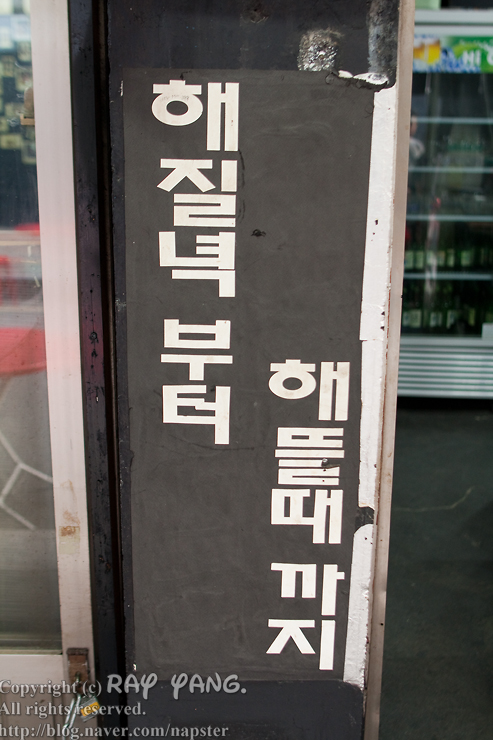 해질녘 부터
해뜰때 까지
Copyright (c) RAY YANG.
All rights reserved.
http://blog.naver.com/napster